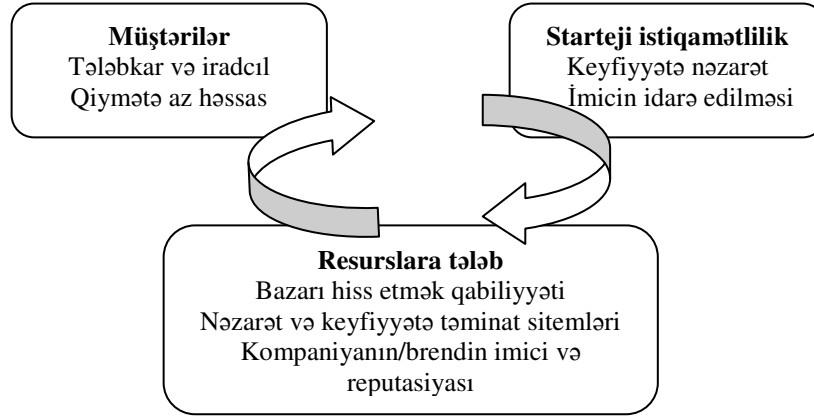 Müştərilər
Tələbkar və iradcıl
Qiymətə az həssas
Starteji istiqamətlilik
Keyfiyyətə nəzarət
İmicin idarə edilməsi
Resurslara tələb
Bazarı hiss etmək qabiliyyəti
Nəzarət və keyfiyyətə təminat sitemləri
Kompaniyanın/brendin imici və
reputasiyası